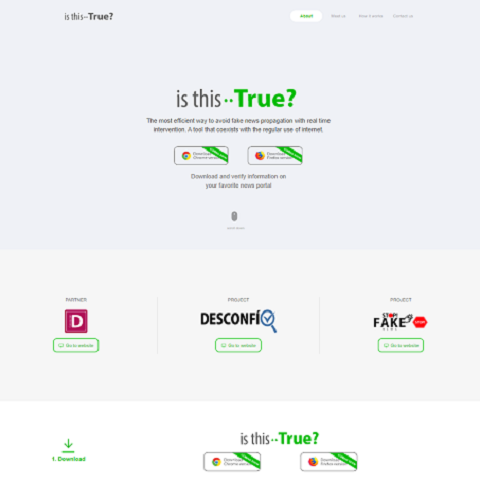 is this··True?
About
How it works
Contact us
is this··True?
The most efficient way to avoid fake news propagation with real time
intervention. A tool that coexists with the regular use of internet.
Download
Chrome version
Download
Firefox version
Download and verify information on
your favorite news portal
PARTNER
PROJECT
PROJECT
D
DESCONFÍO
STOP!
FAKE
NEWS
Go to website
Go to website
Go to website
is this··True?
1. Download
Download
Chrome version
Download
Firefox version